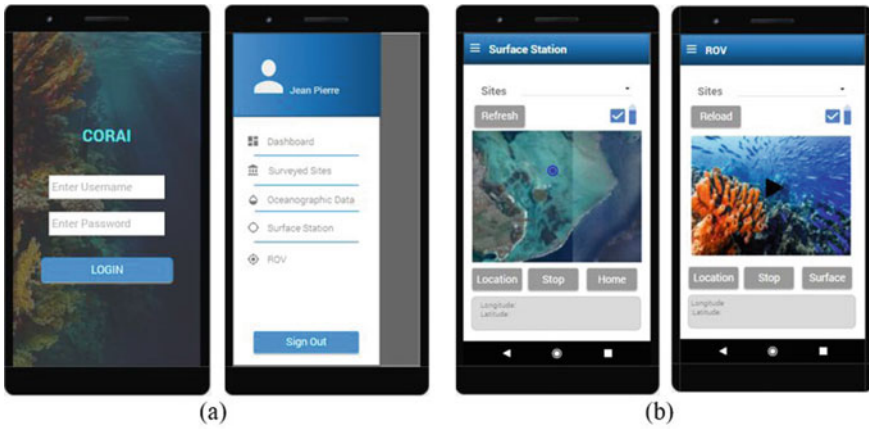 CORAI
Enter Username
Enter Password
LOGIN
Jean Pierre
Dashboard
Surveyed Sites
Oceanographic Data
Surface Station
ROV
Sign Out
(a)
Surface Station
Sites
Refresh
Location Stop Home
Longitude:
Latitude:
ROV
Sites
Reload
Location Stop Surface
Longitude
:Latitude:
(b)